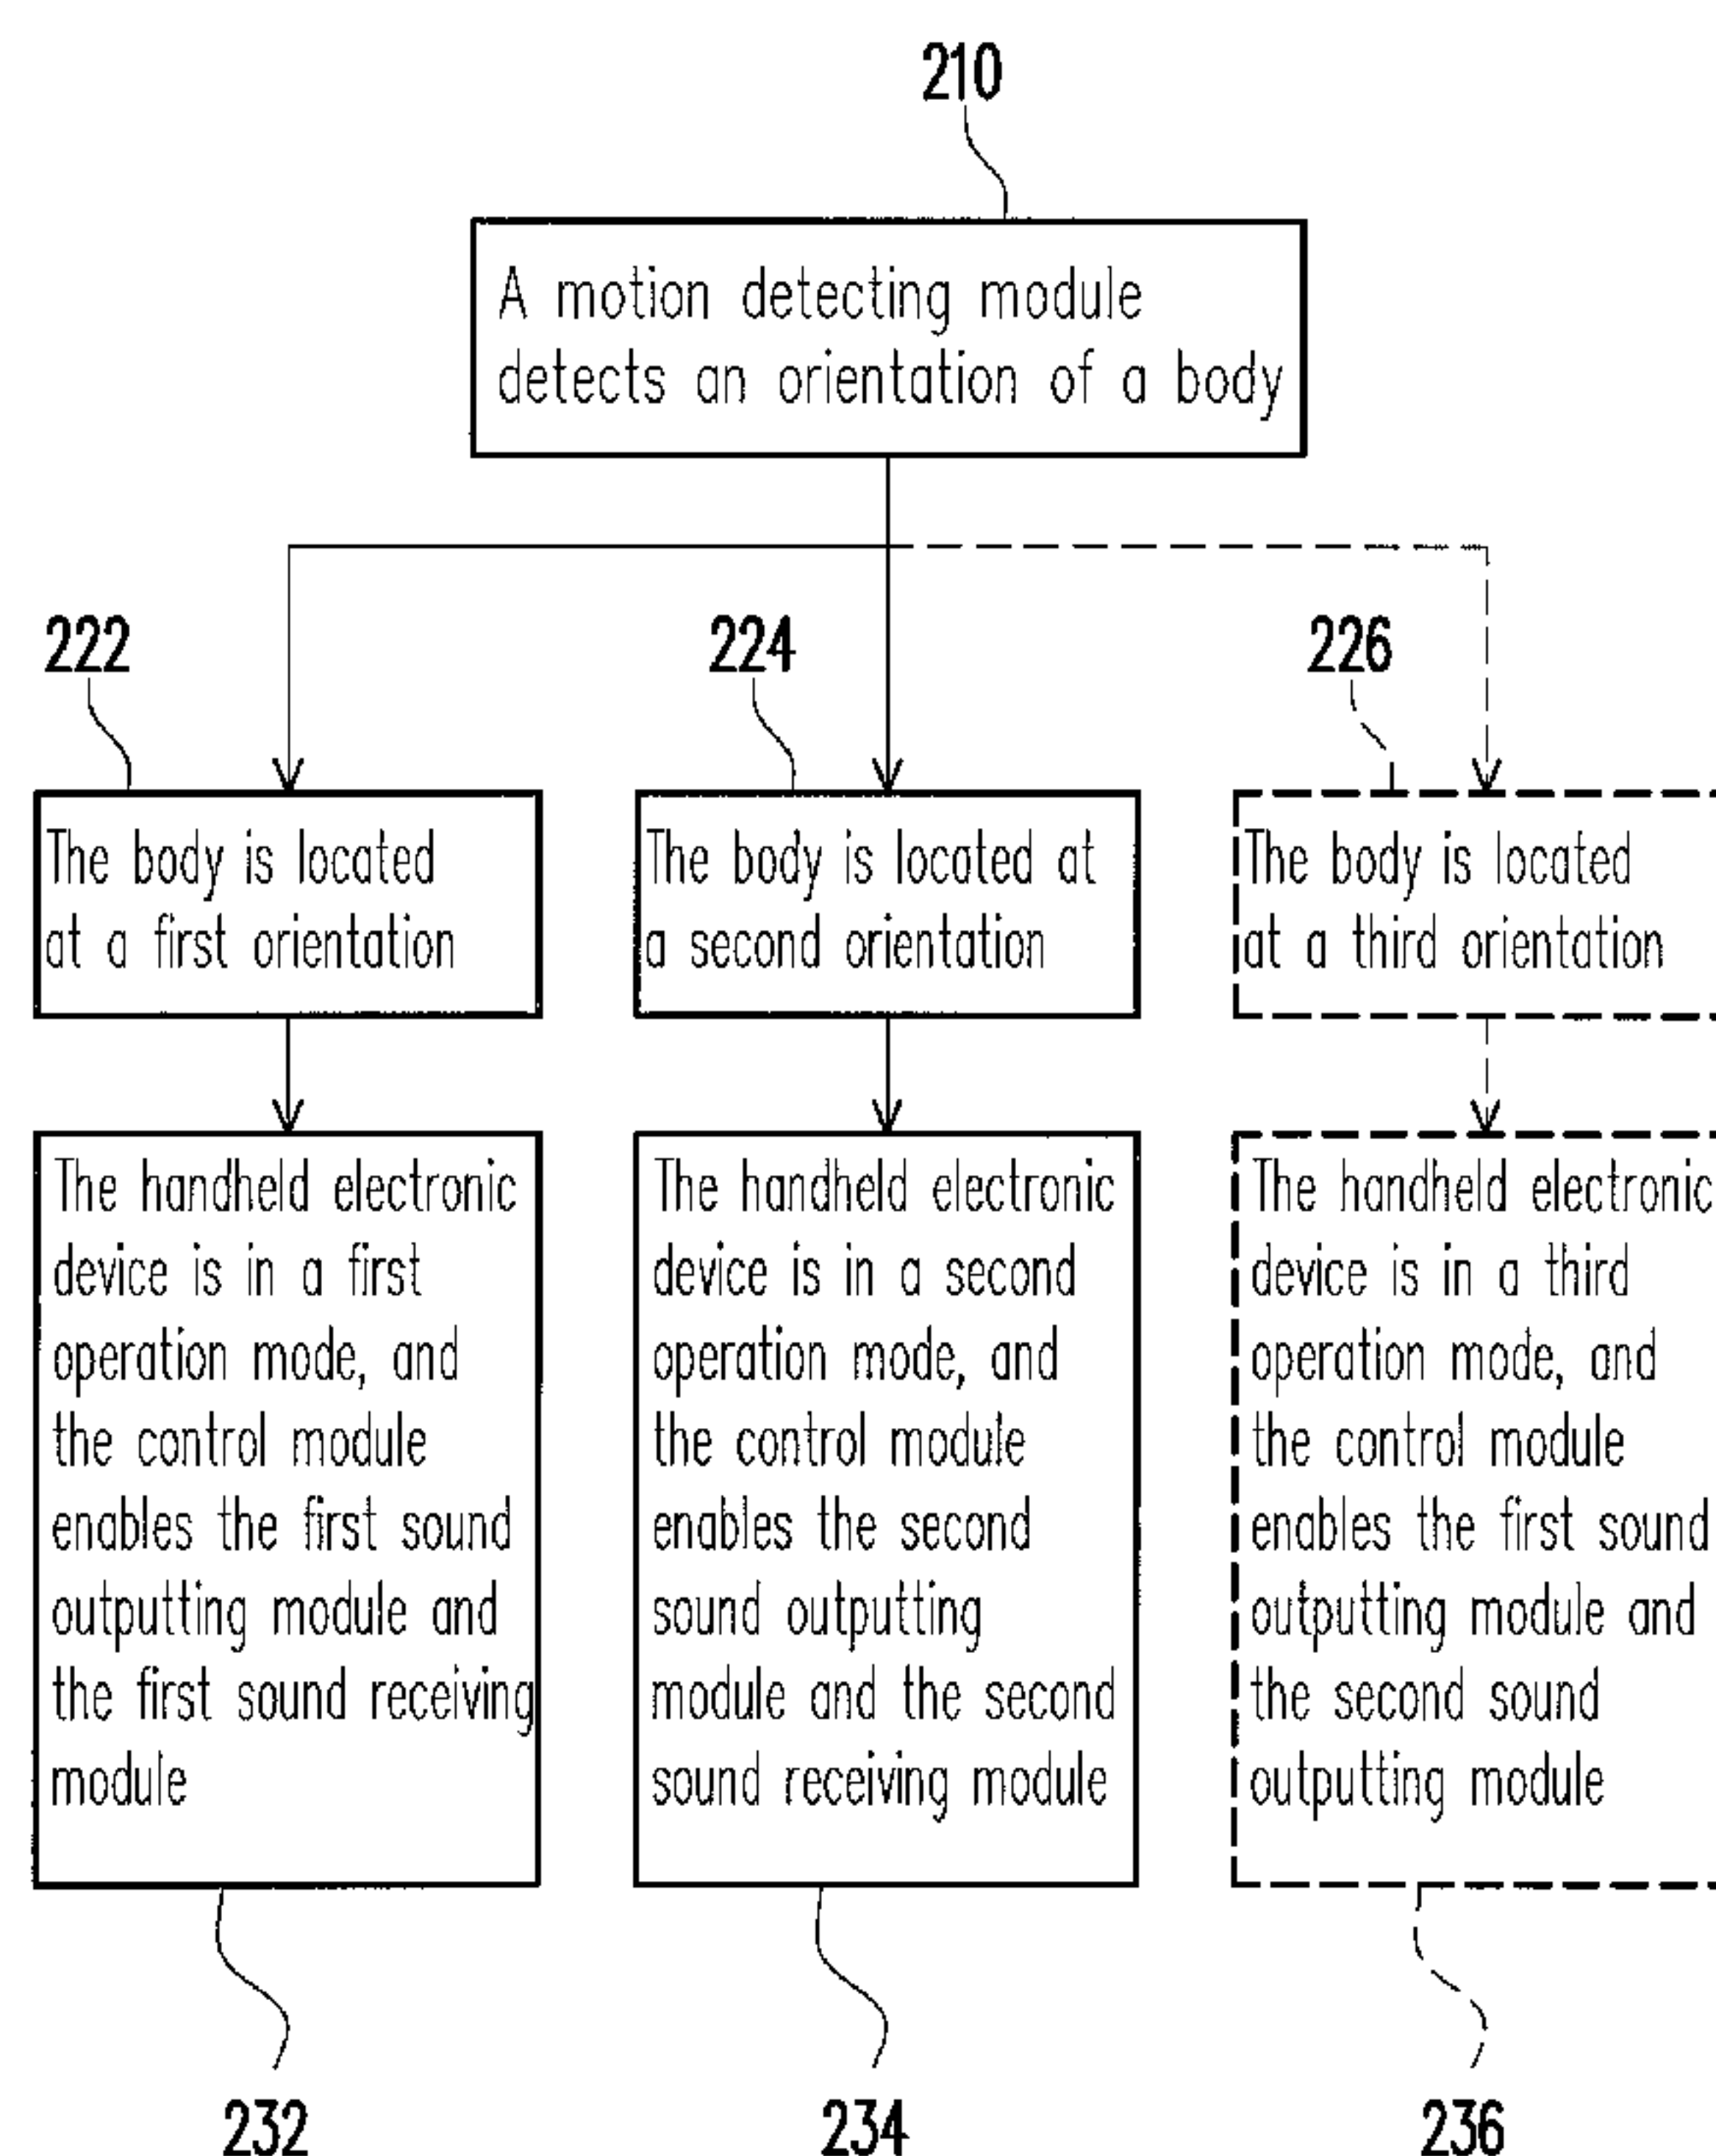 210
A motion detecting module
detects an orientation of a body
222
224
226
The body is located
at a first orientation
The body is located at
a second orientation
The body is located
at a third orientation
The handheld electronic
device is in a first
operation mode, and
the control module
enables the first sound
outputting module and
the first sound receiving
module
The handheld electronic
device is in a second
operation mode, and
the control module
enables the second
sound outputting
module and the second
sound receiving module
The handheld electronic
device is in a third
operation mode, and
the control module
enables the first sound
outputting module and
the second sound
outputting module
232
234
236